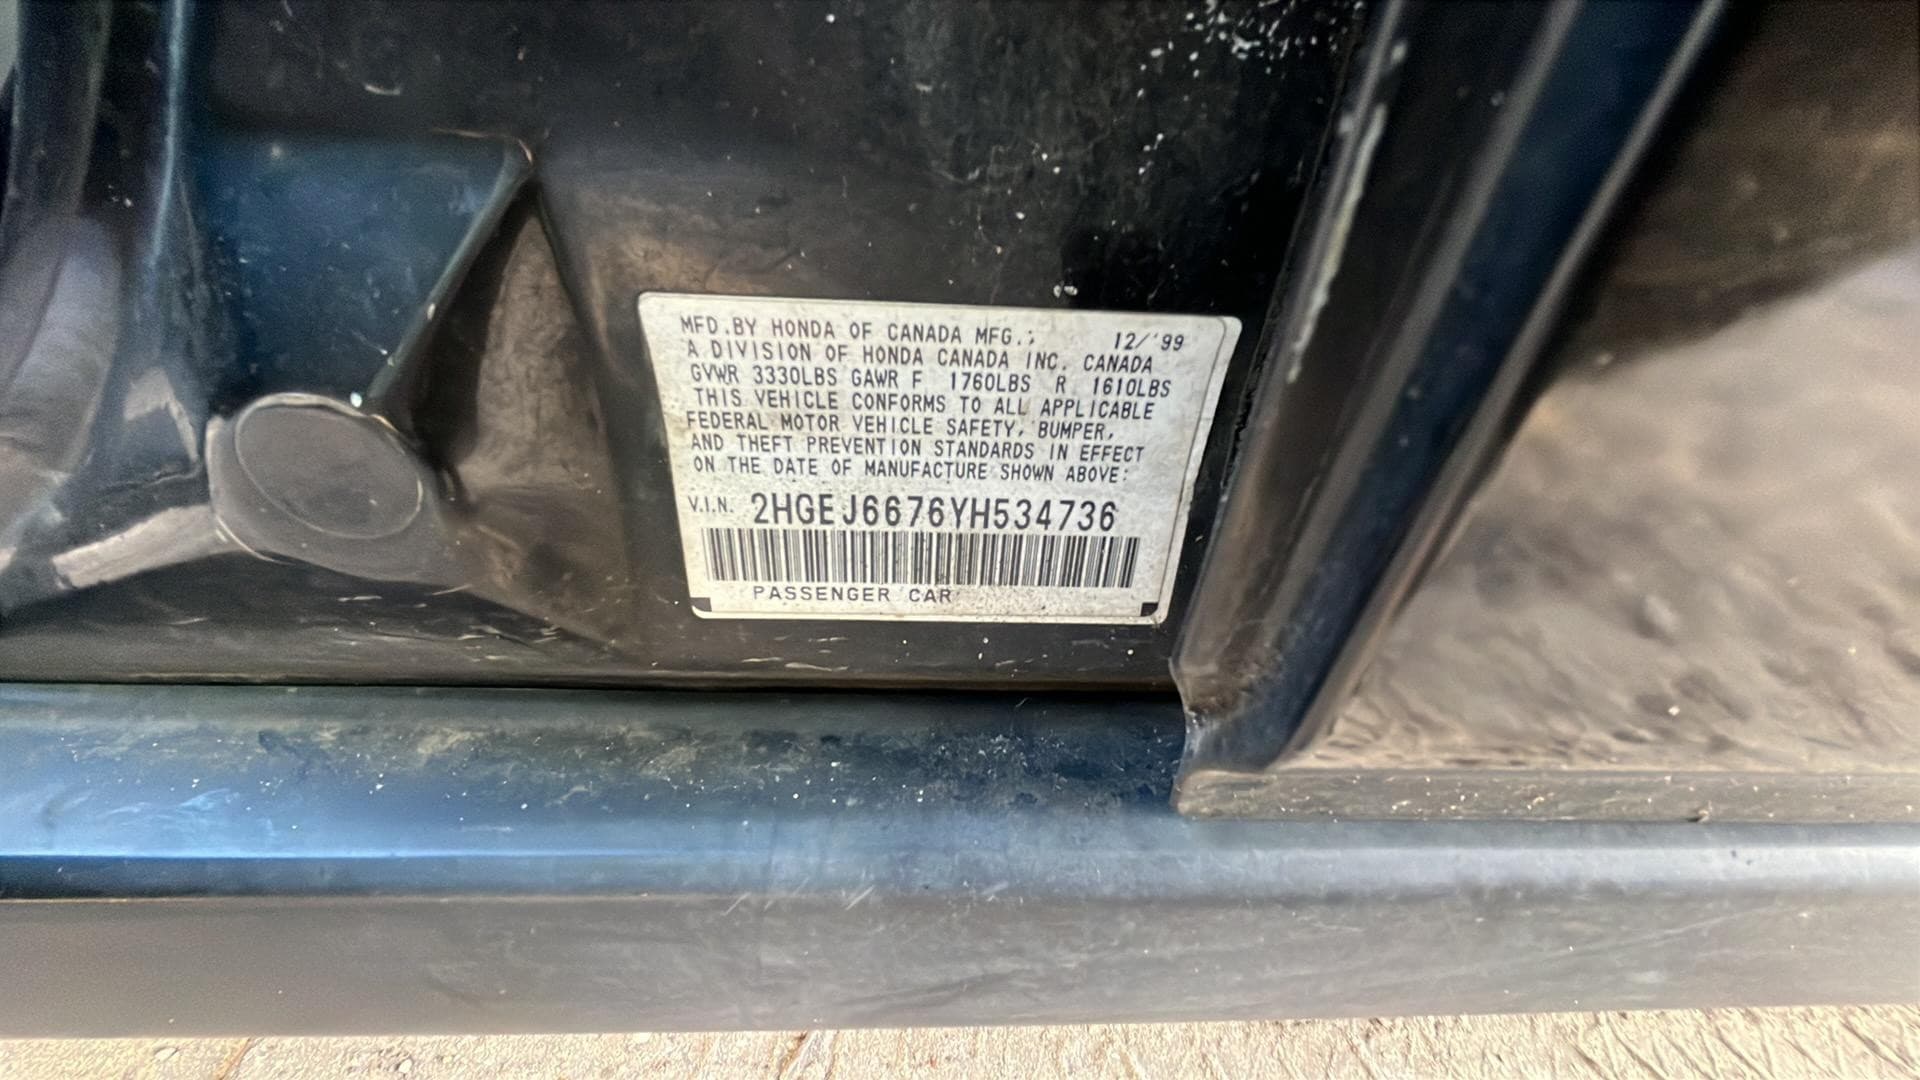 MFD.BY HONDA OF CANADA MFG.; 12/'99
A DIVISION OF HONDA CANADA INC. CANADA
GVWR 3330LBS GAWR F 1760LBS R 1610LBS
THIS VEHICLE CONFORMS TO ALL APPLICABLE
FEDERAL MOTOR VEHICLE SAFETY, BUMPER,
AND THEFT PREVENTION STANDARDS IN EFFECT
ON THE DATE OF MANUFACTURE SHOWN ABOVE:
V.I.N. 2HGEJ6676YH534736
PASSENGER CAR